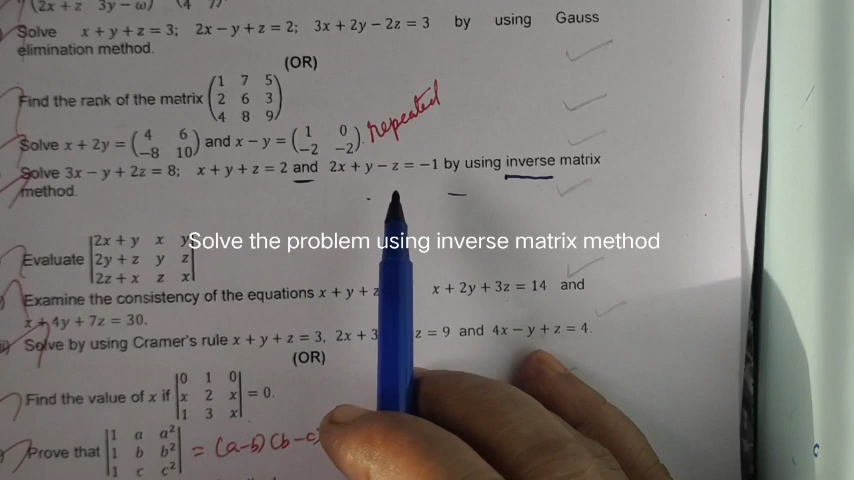 (2x + z 3y − ω) (4 7)
Solve x + y + z = 3; 2x − y + z = 2; 3x + 2y − 2z = 3 by using Gauss
elimination method.
(OR)
Find the rank of the matrix (1 7 5
2 6 3
4 8 9)
repeated
Solve x + 2y = (4 6
−8 10) and x − y = (1 0
−2 −2).
Solve 3x − y + 2z = 8; x + y + z = 2 and 2x + y − z = −1 by using inverse matrix
method.
Solve the problem using inverse matrix method
Evaluate |2x + y x y
2y + z y z
2z + x z x|
Examine the consistency of the equations x + y + z x + 2y + 3z = 14 and
x + 4y + 7z = 30.
Solve by using Cramer's rule x + y + z = 3, 2x + 3 z = 9 and 4x − y + z = 4.
(OR)
Find the value of x if |0 1 0
x 2 x
1 3 x| = 0.
Prove that |1 a a²
1 b b²
1 c c²| = (a−b)(b−c)